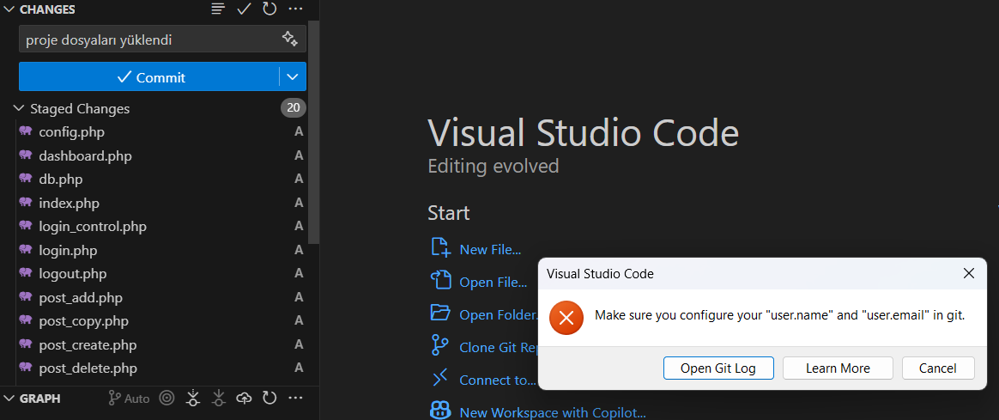 CHANGES
proje dosyaları yüklendi
Commit
Staged Changes 20
config.php A
dashboard.php A
db.php A
index.php A
login_control.php A
login.php A
logout.php A
post_add.php A
post_copy.php A
post_create.php A
post_delete.php A
GRAPH Auto
Visual Studio Code
Editing evolved
Start
New File...
Open File...
Open Folder.
Clone Git Rep
Connect to...
New Workspace with Copilot...
Visual Studio Code
Make sure you configure your "user.name" and "user.email" in git.
Open Git Log Learn More Cancel